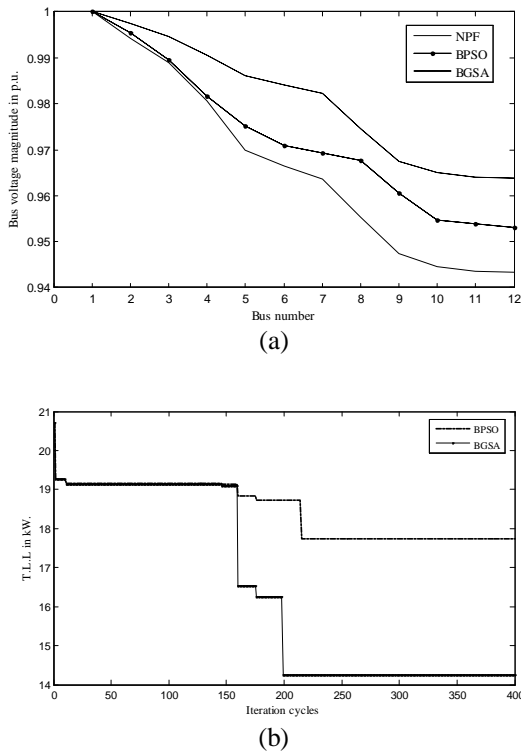 1
0.99
0.98
0.97
0.96
0.95
0.94
Bus voltage magnitude in p.u.
NPF
BPSO
BGSA
0 1 2 3 4 5 6 7 8 9 10 11 12
Bus number
(a)
21
20
19
18
17
16
15
14
T.L.L in kW.
BPSO
BGSA
0 50 100 150 200 250 300 350 400
Iteration cycles
(b)